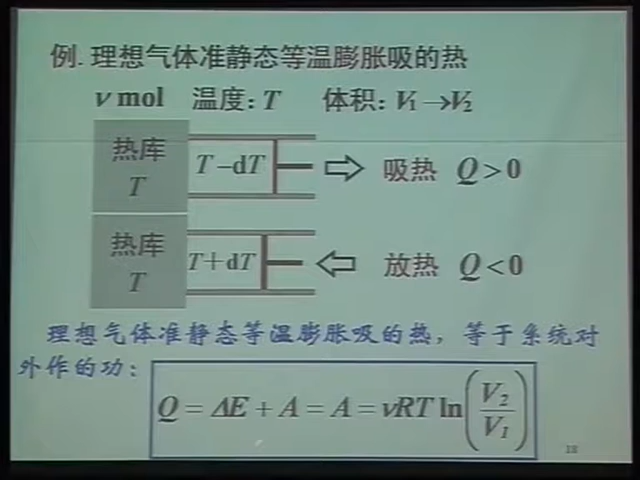 例. 理想气体准静态等温膨胀吸的热
ν mol 温度：T 体积：V₁→V₂
热库
T
T－dT
吸热 Q＞0
热库
T
T＋dT
放热 Q＜0
理想气体准静态等温膨胀吸的热，等于系统对
外作的功：
Q = ΔE + A = A = νRT ln(V₂/V₁)
18